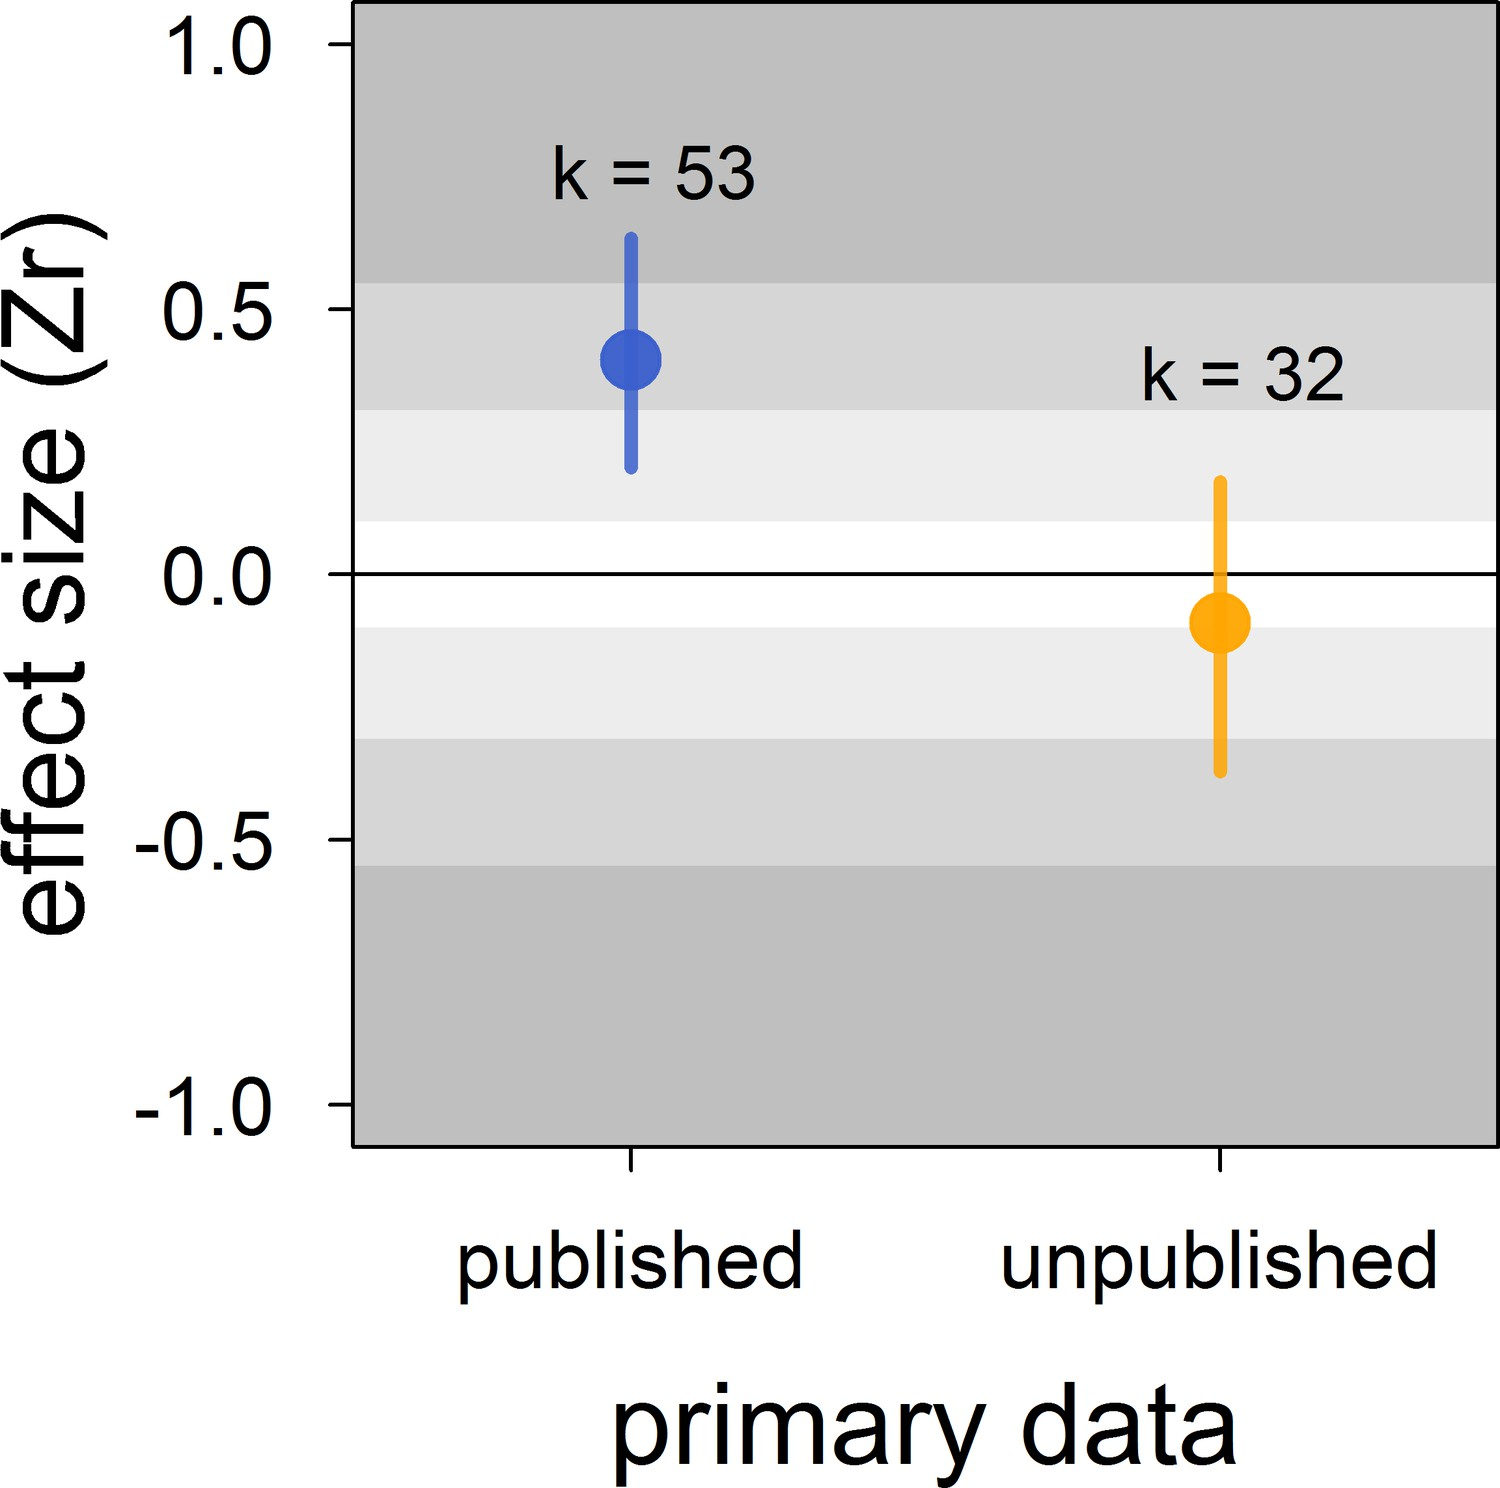 effect size (Zr)
1.0
0.5
0.0
-0.5
-1.0
k = 53
k = 32
published
unpublished
primary data